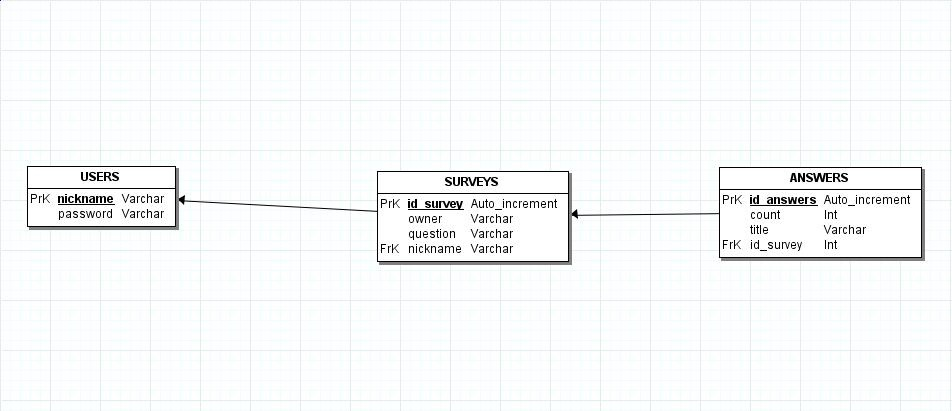 USERS
PrK nickname Varchar
password Varchar
SURVEYS
PrK id_survey Auto_increment
owner Varchar
question Varchar
FrK nickname Varchar
ANSWERS
PrK id_answers Auto_increment
count Int
title Varchar
FrK id_survey Int